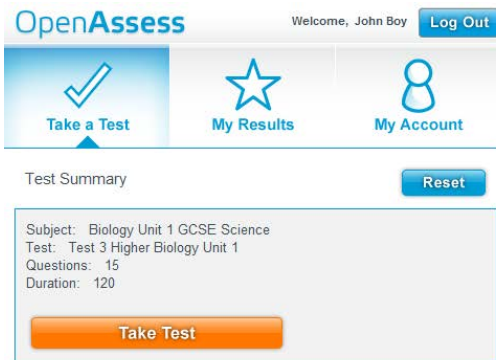 OpenAssess
Welcome, John Boy Log Out
Take a Test My Results My Account
Test Summary Reset
Subject: Biology Unit 1 GCSE Science
Test: Test 3 Higher Biology Unit 1
Questions: 15
Duration: 120
Take Test